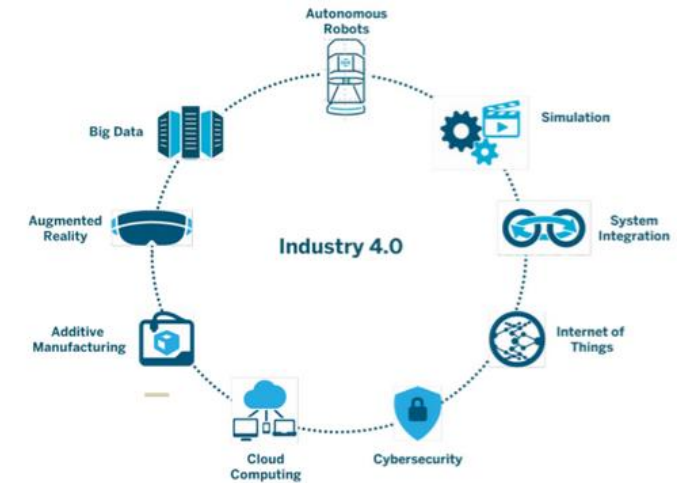 Autonomous
Robots
Simulation
System
Integration
Internet of
Things
Cybersecurity
Cloud
Computing
Additive
Manufacturing
Augmented
Reality
Big Data
Industry 4.0